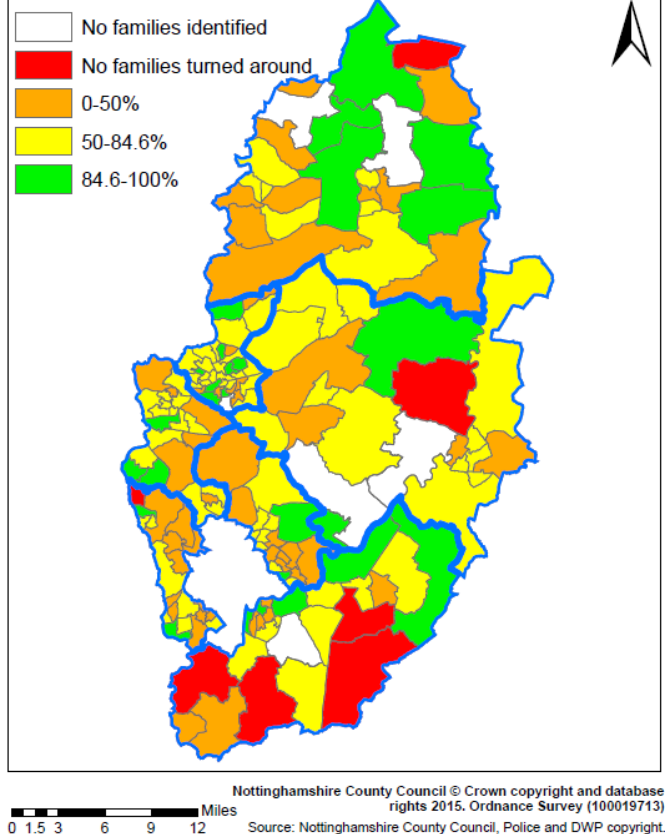 No families identified
No families turned around
0-50%
50-84.6%
84.6-100%
Nottinghamshire County Council © Crown copyright and database
rights 2015. Ordnance Survey (100019713)
Miles
0 1.5 3 6 9 12
Source: Nottinghamshire County Council, Police and DWP copyright.